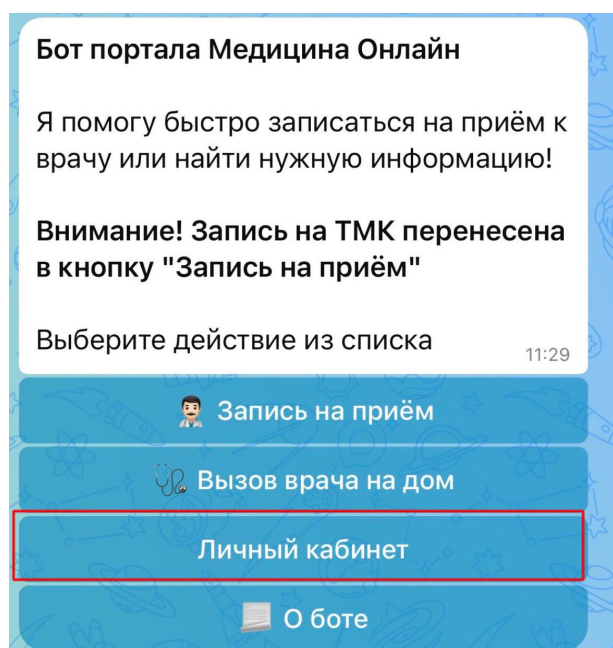 Бот портала Медицина Онлайн
Я помогу быстро записаться на приём к
врачу или найти нужную информацию!
Внимание! Запись на ТМК перенесена
в кнопку "Запись на приём"
Выберите действие из списка
11:29
Запись на приём
Вызов врача на дом
Личный кабинет
О боте